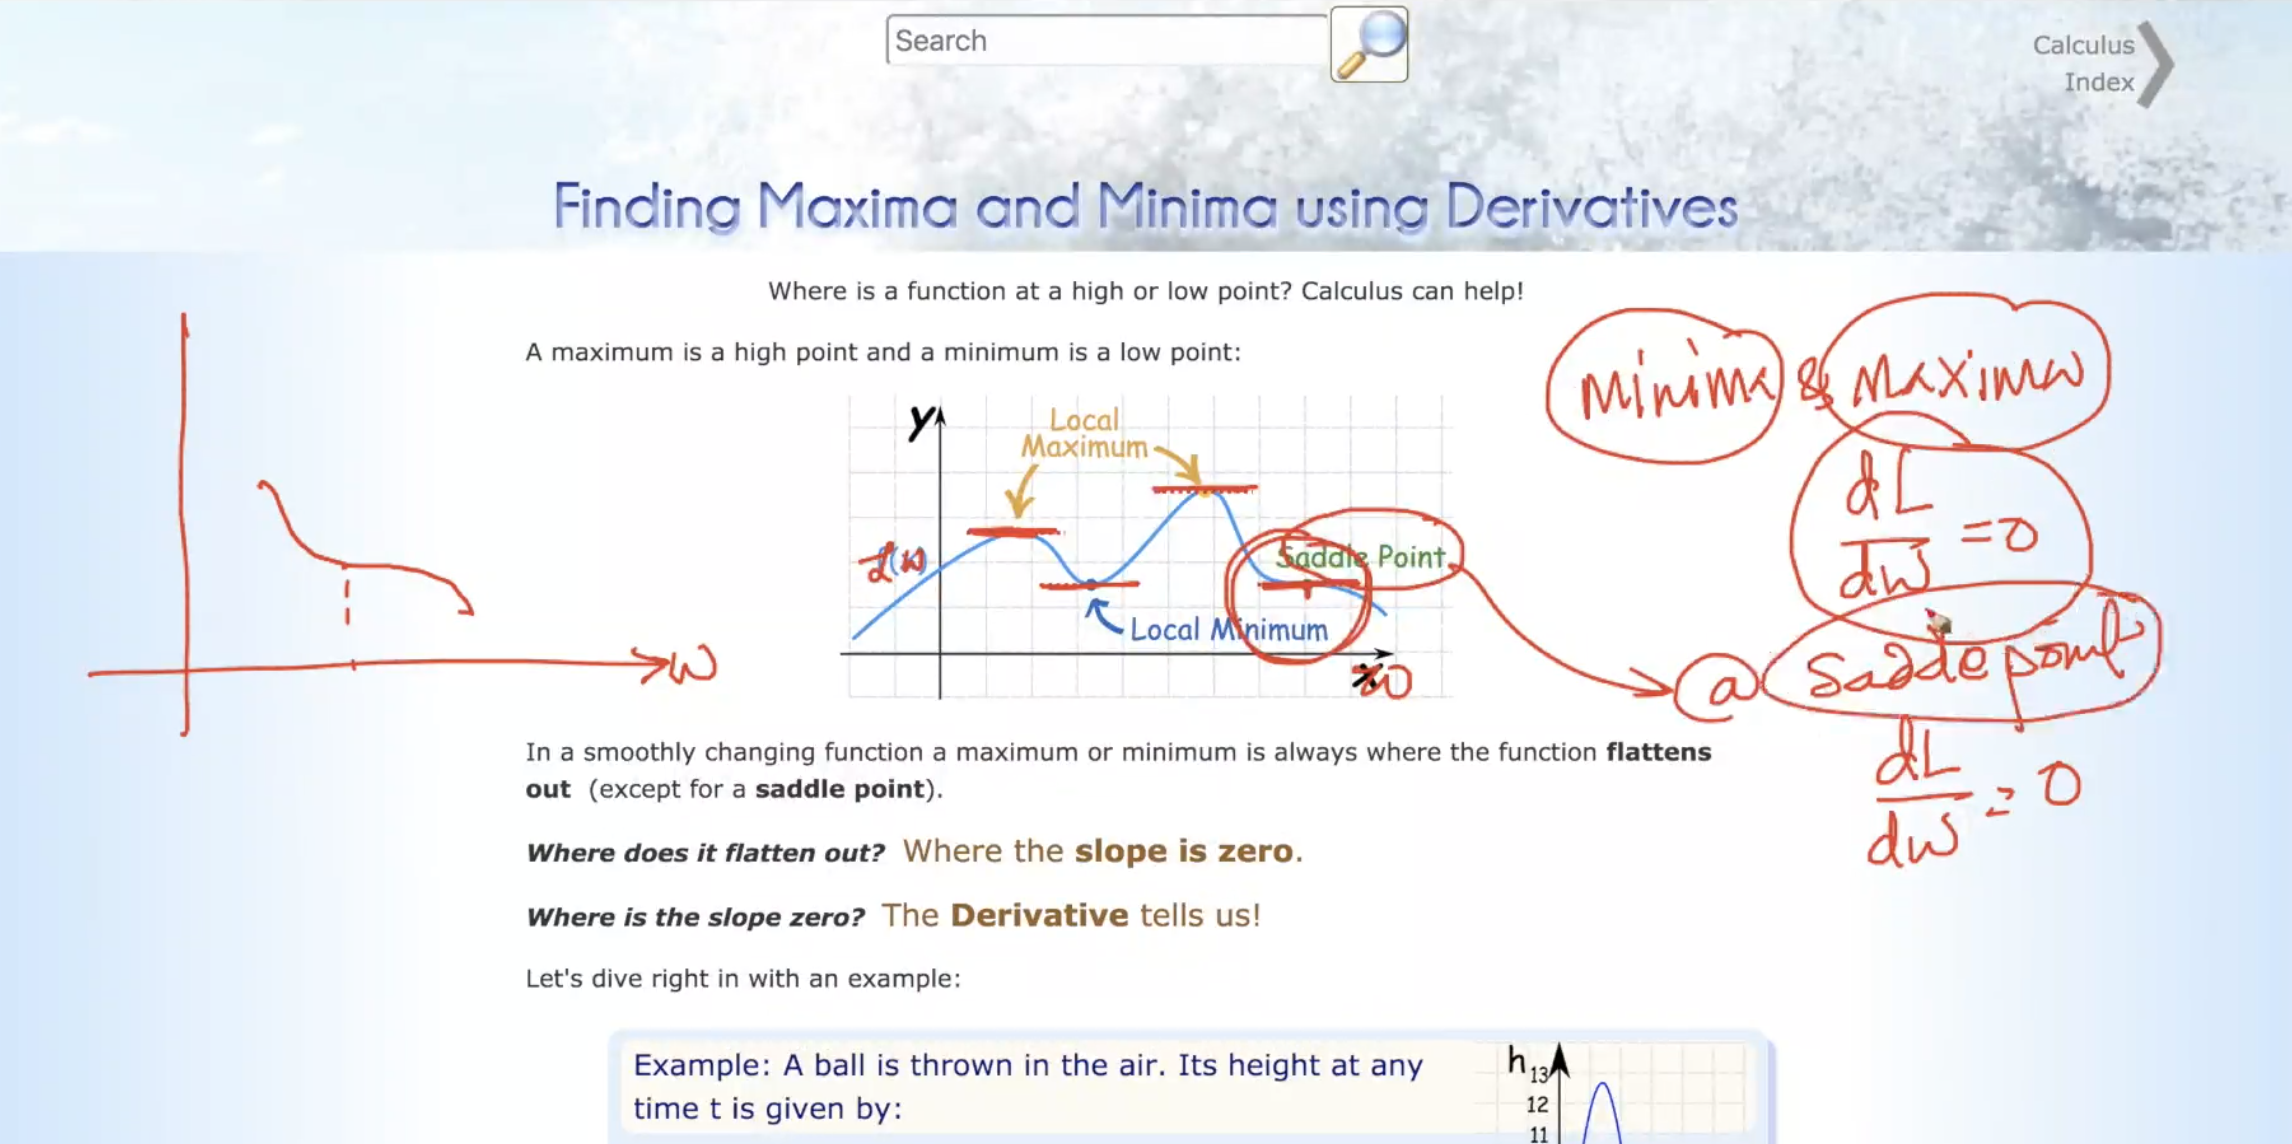 Search
Calculus
Index
Finding Maxima and Minima using Derivatives
Where is a function at a high or low point? Calculus can help!
A maximum is a high point and a minimum is a low point:
Minima & Maxima
y
Local
Maximum
dL
dw
=0
L(w)
Saddle Point
Local Minimum
w
w
@ Saddle point
In a smoothly changing function a maximum or minimum is always where the function flattens
out (except for a saddle point).
dL
dw
= 0
Where does it flatten out? Where the slope is zero.
Where is the slope zero? The Derivative tells us!
Let's dive right in with an example:
Example: A ball is thrown in the air. Its height at any
time t is given by:
h
13
12
11